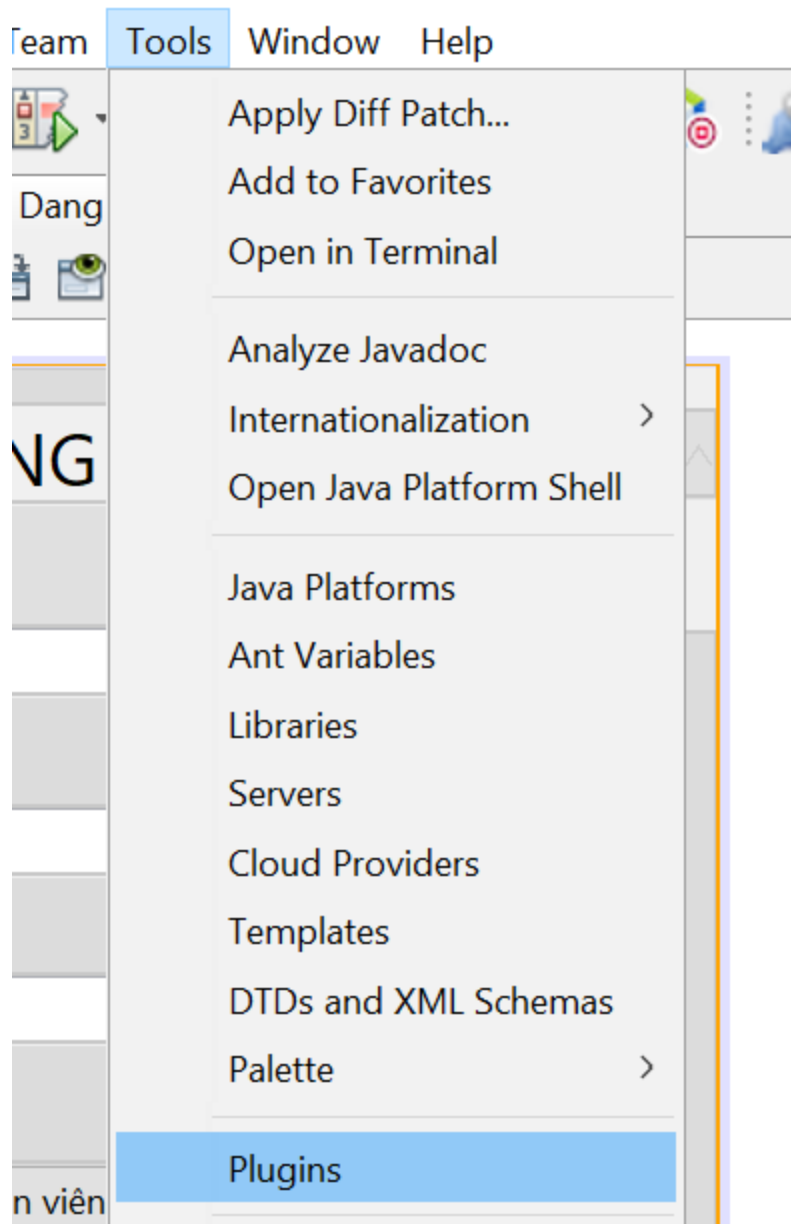 Team Tools Window Help
Apply Diff Patch...
Dang
Add to Favorites
Open in Terminal
Analyze Javadoc
NG
Internationalization
Open Java Platform Shell
Java Platforms
Ant Variables
Libraries
Servers
Cloud Providers
Templates
DTDs and XML Schemas
Palette
Plugins
n viên